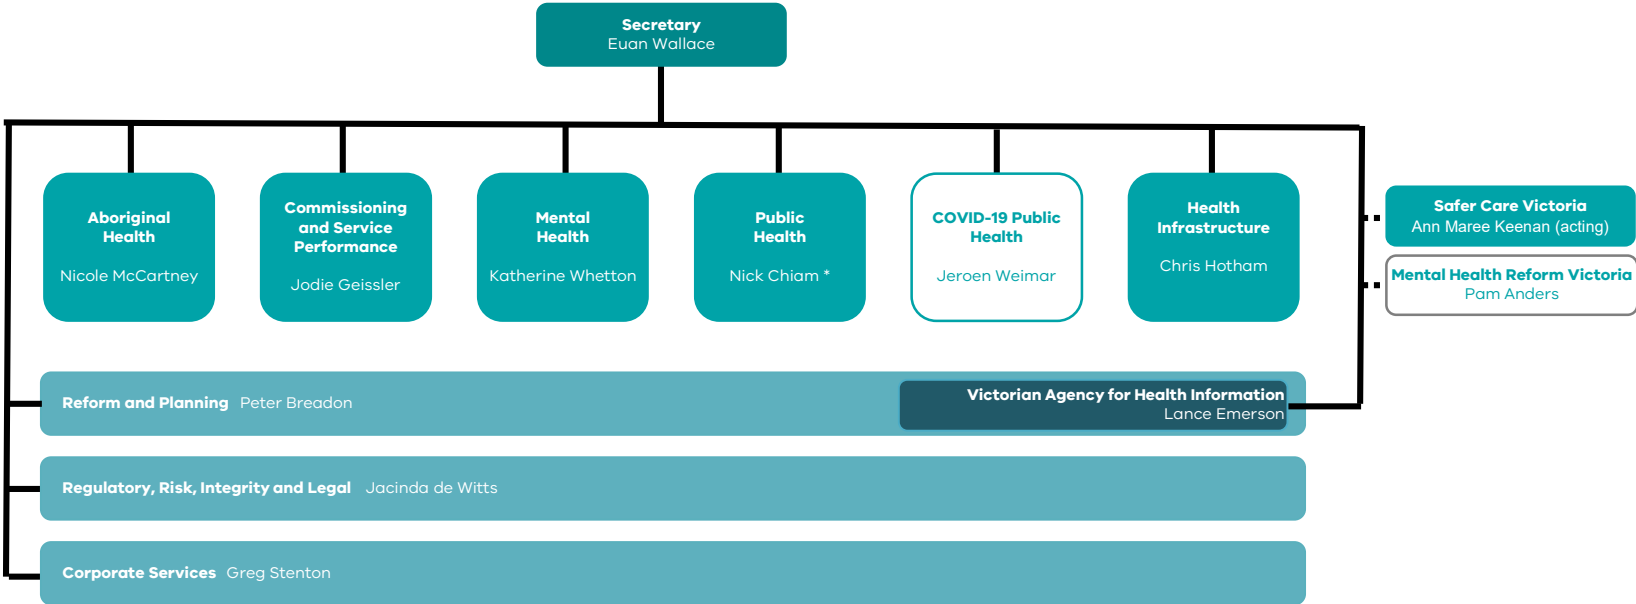 Secretary
Euan Wallace
Aboriginal
Health
Nicole McCartney
Commissioning
and Service
Performance
Jodie Geissler
Mental
Health
Katherine Whetton
Public
Health
Nick Chiam *
COVID-19 Public
Health
Jeroen Weimar
Health
Infrastructure
Chris Hotham
Safer Care Victoria
Ann Maree Keenan (acting)
Mental Health Reform Victoria
Pam Anders
Reform and Planning Peter Breadon
Victorian Agency for Health Information
Lance Emerson
Regulatory, Risk, Integrity and Legal Jacinda de Witts
Corporate Services Greg Stenton